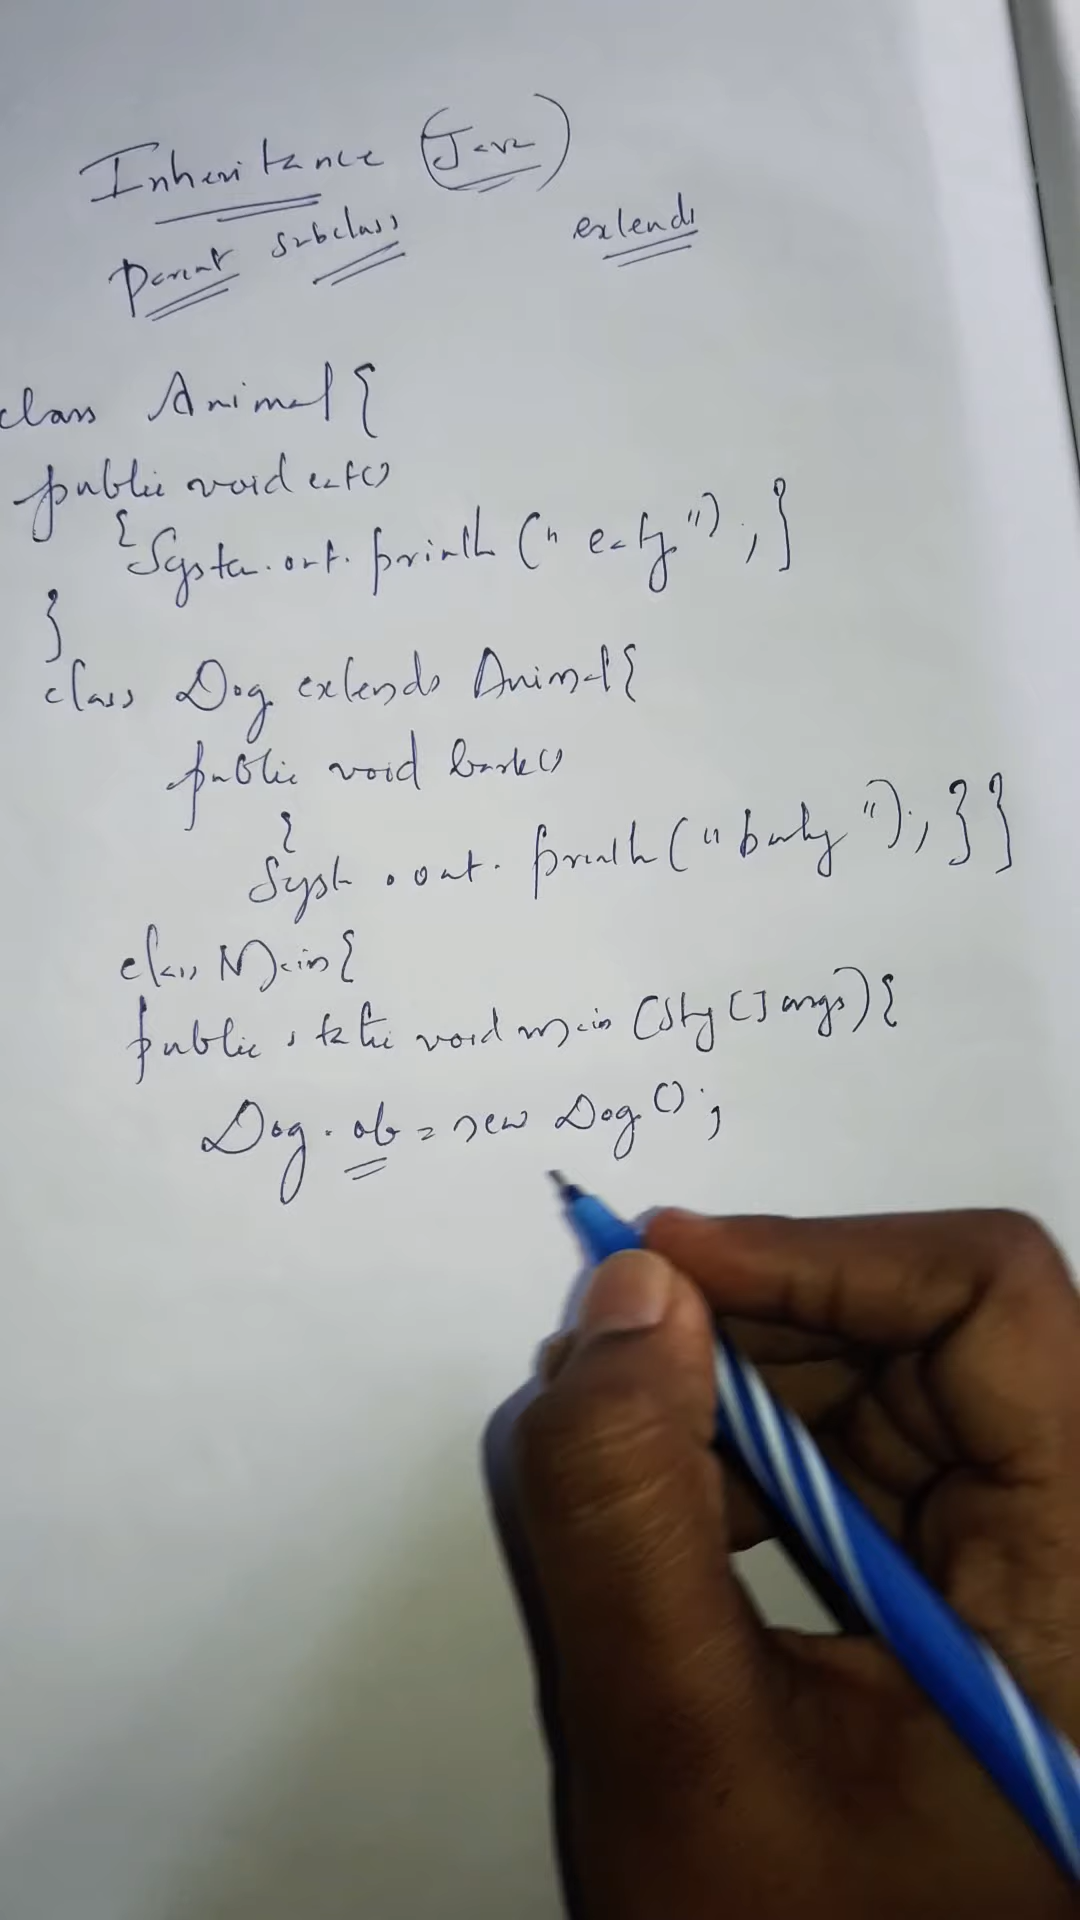 Inheritance (Java)
Parent subclass extends
class Animal {
public void eat()
{ System.out.println (" eating ") ; }
}
class Dog extends Animal {
public void bark()
{
System.out.println (" barking ") ; } }
class Main {
public static void main (String [] args) {
Dog. ob = new Dog () ;